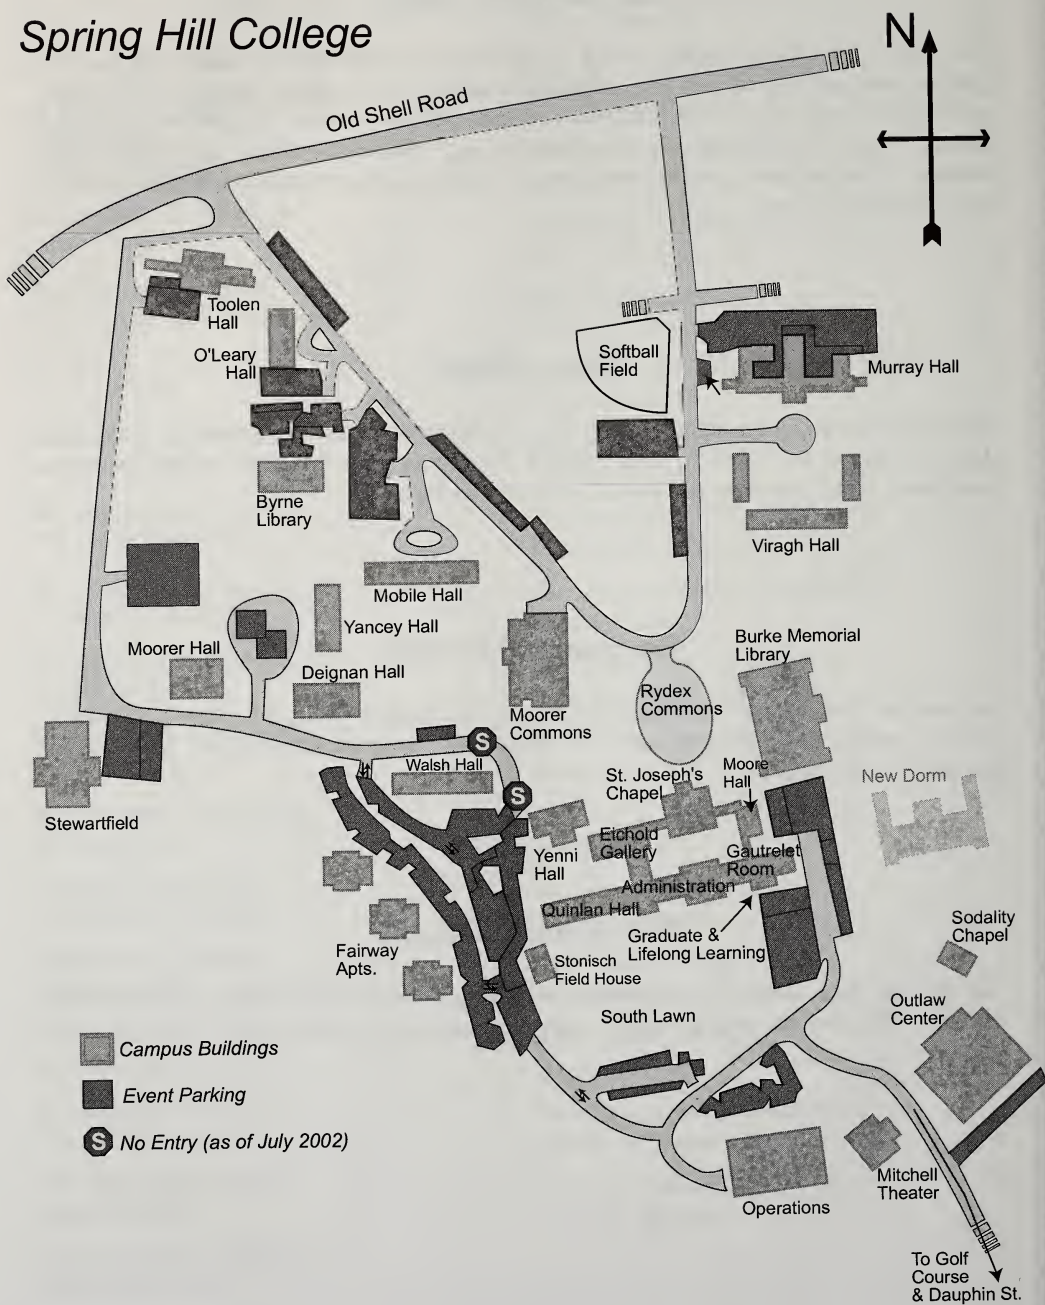 Spring Hill College
N
Old Shell Road
Toolen
Hall
O'Leary
Hall
Softball
Field
Murray Hall
Byrne
Library
Viragh Hall
Mobile Hall
Yancey Hall
Moorer Hall
Deignan Hall
Burke Memorial
Library
Rydex
Commons
Moorer
Commons
S
Walsh Hall
St. Joseph's
Chapel
Moore
Hall
New Dorm
S
Stewartfield
Yenni
Hall
Eichold
Gallery
Gautrelet
Room
Administration
Quinlan Hall
Graduate &
Lifelong Learning
Sodality
Chapel
Fairway
Apts.
Stonisch
Field House
South Lawn
Outlaw
Center
Campus Buildings
Event Parking
S No Entry (as of July 2002)
Mitchell
Theater
Operations
To Golf
Course
& Dauphin St.